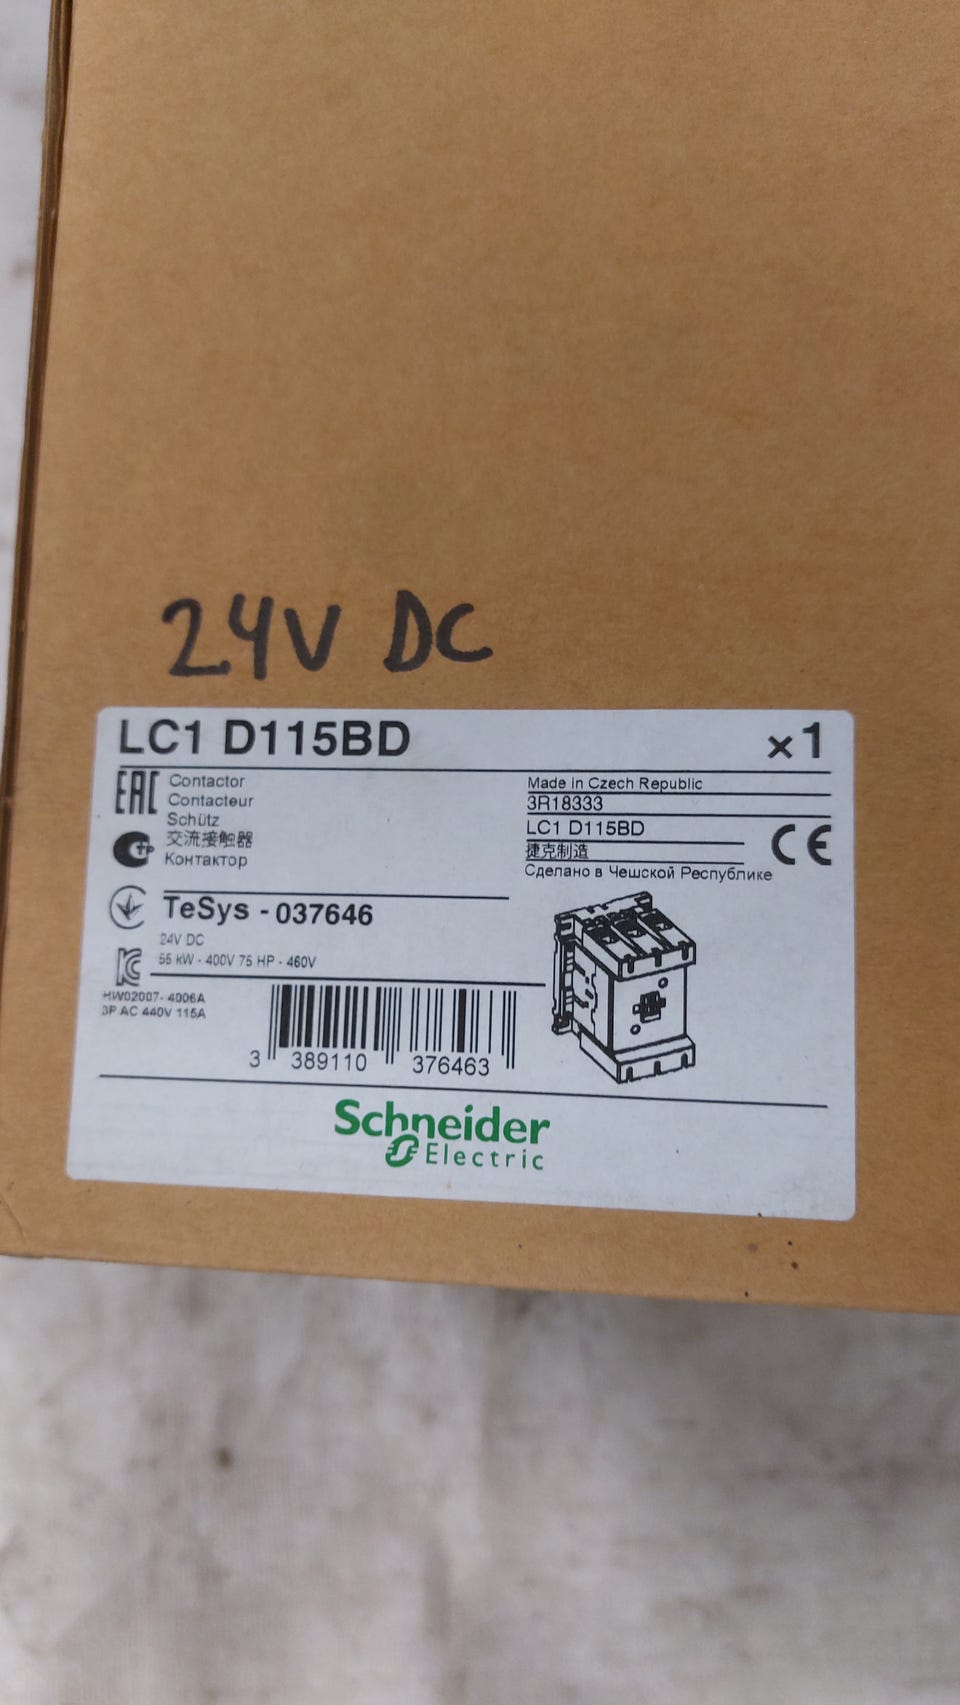 24V DC
LC1 D115BD
x1
EAC
Contactor
Contacteur
Schütz
交流接触器
Контактор
Made in Czech Republic
3R18333
LC1 D115BD
捷克制造
Сделано в Чешской Республике
CE
TeSys - 037646
24V DC
55 kW - 400V 75 HP - 460V
HW02007- 4006A
3P AC 440V 115A
3 389110 376463
Schneider
Electric